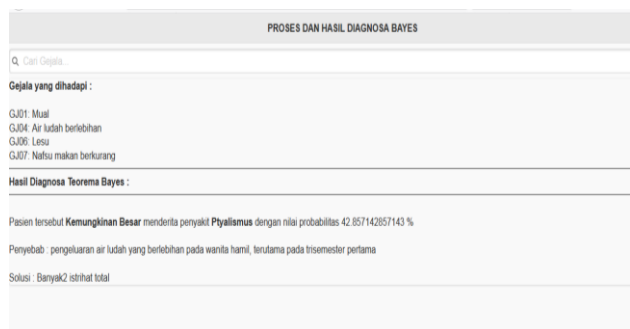 PROSES DAN HASIL DIAGNOSA BAYES
Cari Gejala...
Gejala yang dihadapi :
GJ01: Mual
GJ04: Air ludah berlebihan
GJ06: Lesu
GJ07: Nafsu makan berkurang
Hasil Diagnosa Teorema Bayes :
Pasien tersebut Kemungkinan Besar menderita penyakit Ptyalismus dengan nilai probabilitas 42.857142857143 %
Penyebab : pengeluaran air ludah yang berlebihan pada wanita hamil, terutama pada trisemester pertama
Solusi : Banyak2 istrihat total